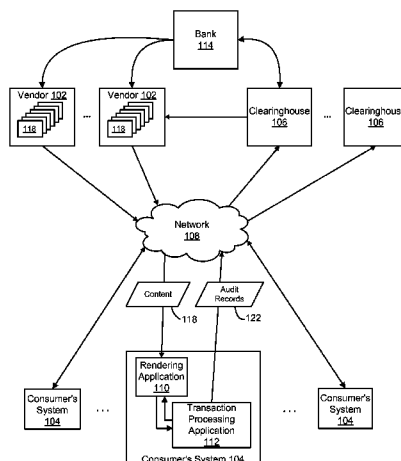 Bank
114
Vendor 102
118
...
Vendor 102
118
Clearinghouse
106
...
Clearinghouse
106
Network
108
Content
118
Audit
Records
122
Rendering
Application
110
Transaction
Processing
Application
112
Consumer's System 104
Consumer's
System
104
...
...
Consumer's
System
104